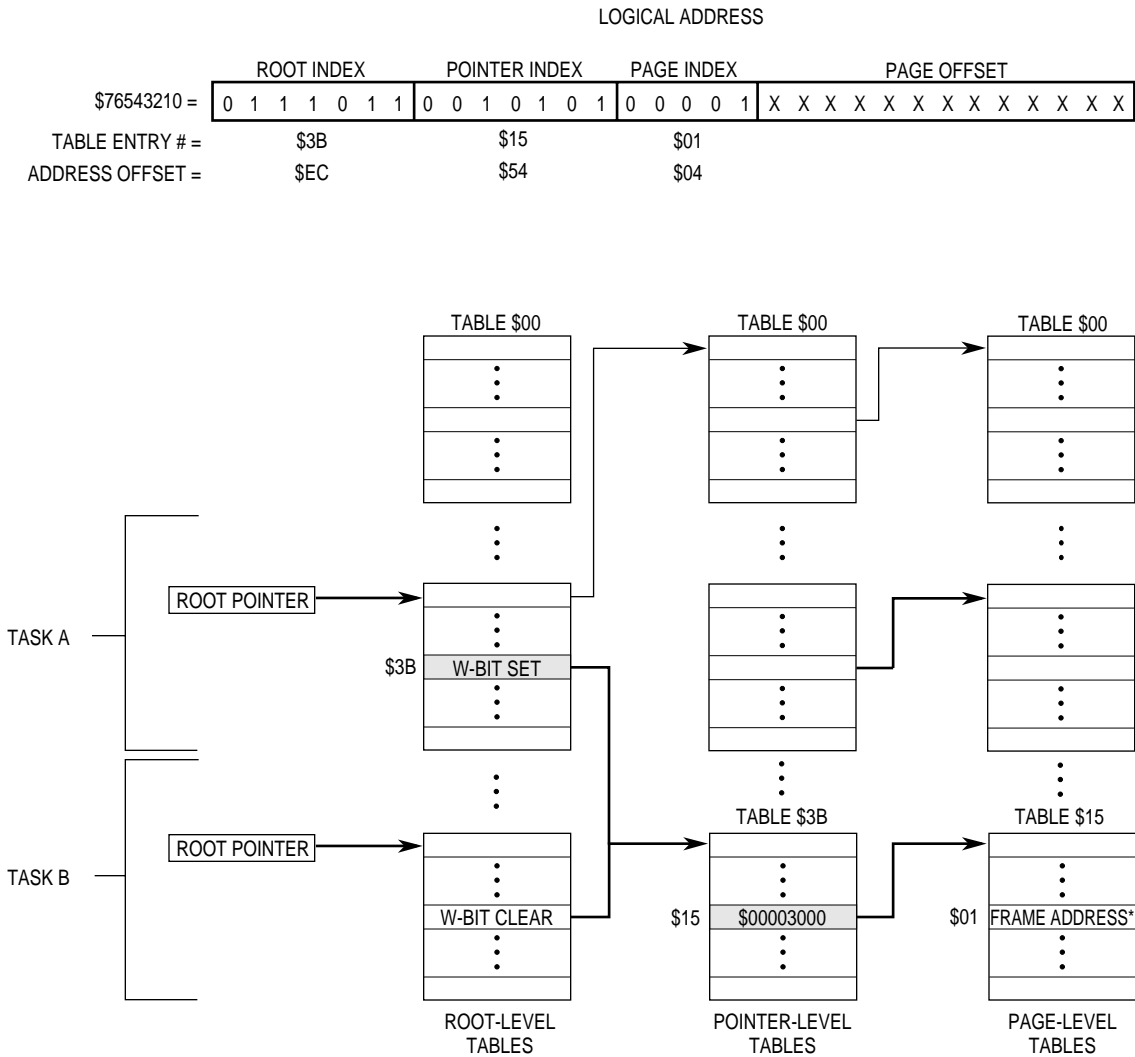 LOGICAL ADDRESS
ROOT INDEX POINTER INDEX PAGE INDEX PAGE OFFSET
$76543210 = 0 1 1 1 0 1 1 0 0 1 0 1 0 1 0 0 0 0 1 X X X X X X X X X X X X X
TABLE ENTRY # = $3B $15 $01
ADDRESS OFFSET = $EC $54 $04
TABLE $00 TABLE $00 TABLE $00
ROOT POINTER
TASK A
$3B W-BIT SET
TABLE $3B TABLE $15
ROOT POINTER
TASK B
W-BIT CLEAR $15 $00003000 $01 FRAME ADDRESS*
ROOT-LEVEL POINTER-LEVEL PAGE-LEVEL
TABLES TABLES TABLES